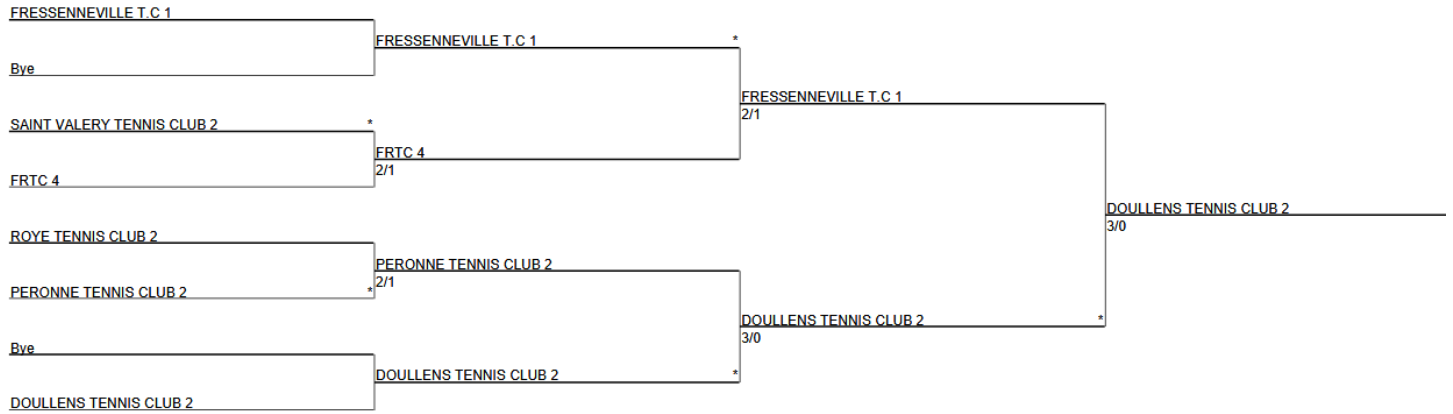 FRESSENNEVILLE T.C 1
FRESSENNEVILLE T.C 1 *
Bye
FRESSENNEVILLE T.C 1
2/1
SAINT VALERY TENNIS CLUB 2 *
FRTC 4
2/1
FRTC 4
DOULLENS TENNIS CLUB 2
3/0
ROYE TENNIS CLUB 2
PERONNE TENNIS CLUB 2
2/1
PERONNE TENNIS CLUB 2 *
DOULLENS TENNIS CLUB 2 *
3/0
Bye
DOULLENS TENNIS CLUB 2 *
DOULLENS TENNIS CLUB 2